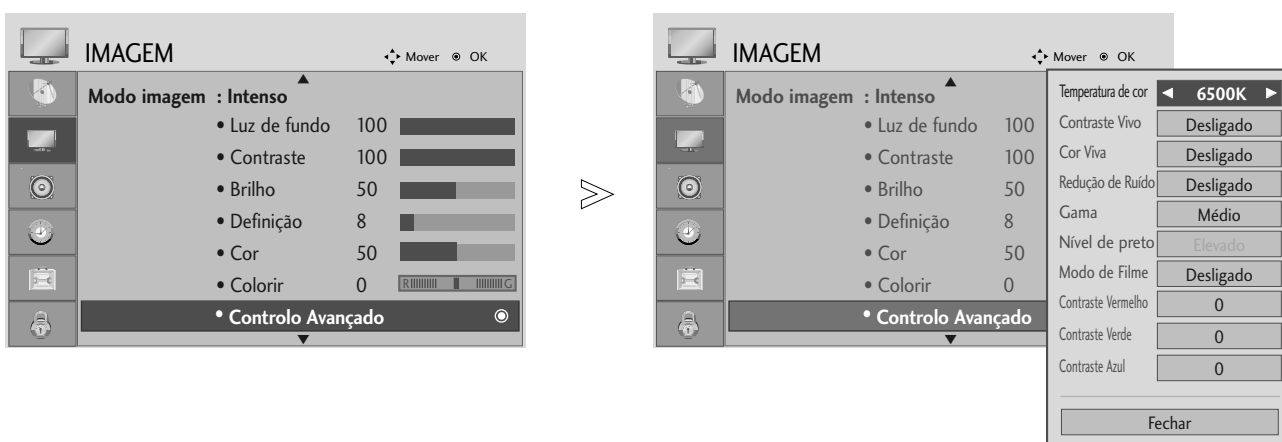 IMAGEM
Mover OK
Modo imagem : Intenso
• Luz de fundo 100
• Contraste 100
• Brilho 50
• Definição 8
• Cor 50
• Colorir 0 R G
• Controlo Avançado
IMAGEM
Mover OK
Modo imagem : Intenso
• Luz de fundo 100
• Contraste 100
• Brilho 50
• Definição 8
• Cor 50
• Colorir 0
• Controlo Avançado
Temperatura de cor 6500K
Contraste Vivo Desligado
Cor Viva Desligado
Redução de Ruído Desligado
Gama Médio
Nível de preto Elevado
Modo de Filme Desligado
Contraste Vermelho 0
Contraste Verde 0
Contraste Azul 0
Fechar